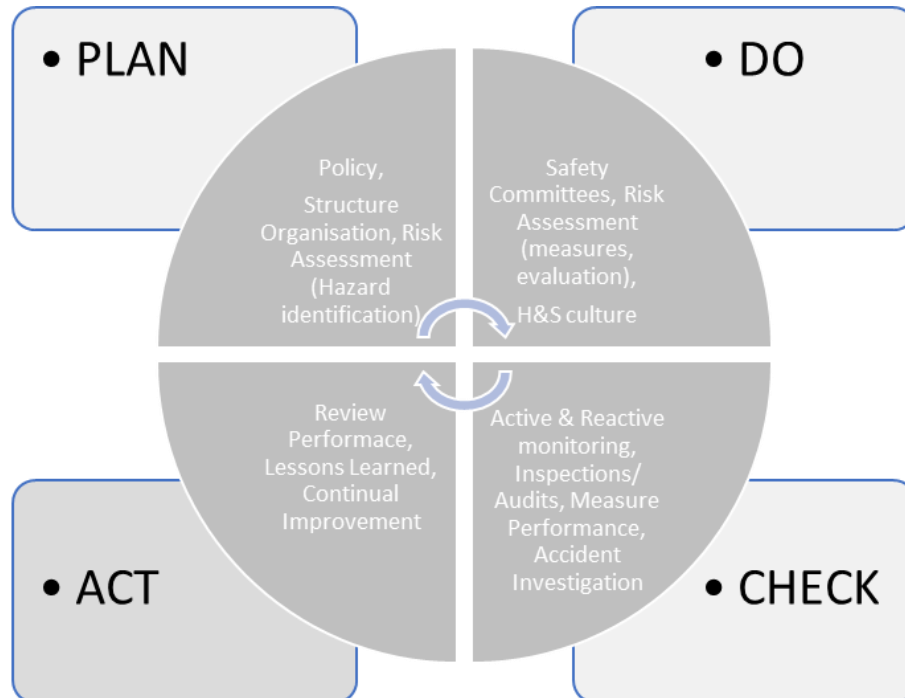 • PLAN
Policy,
Structure
Organisation, Risk
Assessment
(Hazard
identification)
• DO
Safety
Committees, Risk
Assessment
(measures,
evaluation),
H&S culture
• ACT
Review
Performace,
Lessons Learned,
Continual
Improvement
• CHECK
Active & Reactive
monitoring,
Inspections/
Audits, Measure
Performance,
Accident
Investigation